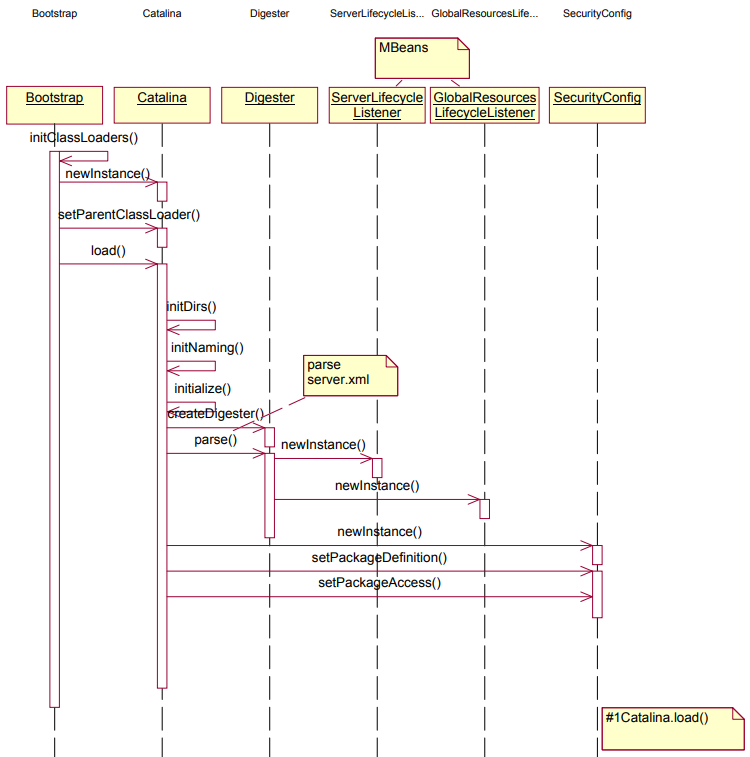 Bootstrap
Catalina
Digester
ServerLifecycleLis...
GlobalResourcesLife...
SecurityConfig
MBeans
Bootstrap
Catalina
Digester
ServerLifecycle
Listener
GlobalResources
LifecycleListener
SecurityConfig
initClassLoaders()
newInstance()
setParentClassLoader()
load()
initDirs()
initNaming()
parse
server.xml
initialize()
createDigester()
parse()
newInstance()
newInstance()
newInstance()
setPackageDefinition()
setPackageAccess()
#1Catalina.load()